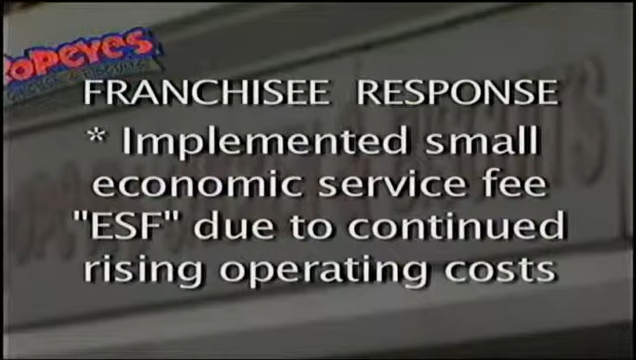 POPEYES
FRANCHISEE RESPONSE
* Implemented small
economic service fee
"ESF" due to continued
rising operating costs